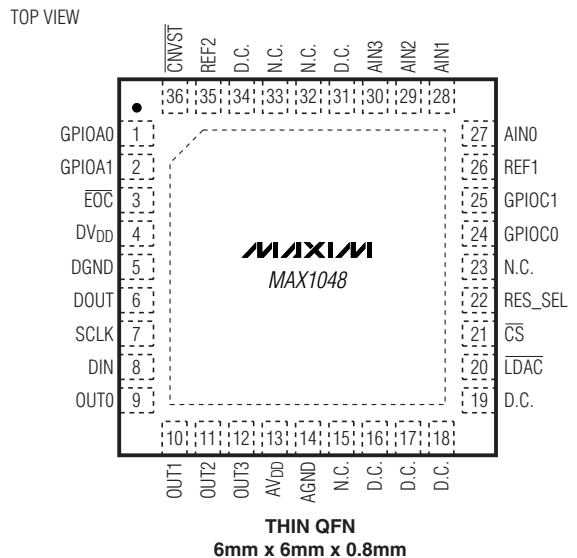 TOP VIEW
CNVST REF2 D.C. N.C. N.C. D.C. AIN3 AIN2 AIN1
36 35 34 33 32 31 30 29 28
GPIOA0 1 27 AIN0
GPIOA1 2 26 REF1
EOC 3 25 GPIOC1
DVDD 4 24 GPIOC0
DGND 5 23 N.C.
DOUT 6 22 RES_SEL
SCLK 7 21 CS
DIN 8 20 LDAC
OUT0 9 19 D.C.
MAXIM
MAX1048
10 11 12 13 14 15 16 17 18
OUT1 OUT2 OUT3 AVDD AGND N.C. D.C. D.C. D.C.
THIN QFN
6mm x 6mm x 0.8mm